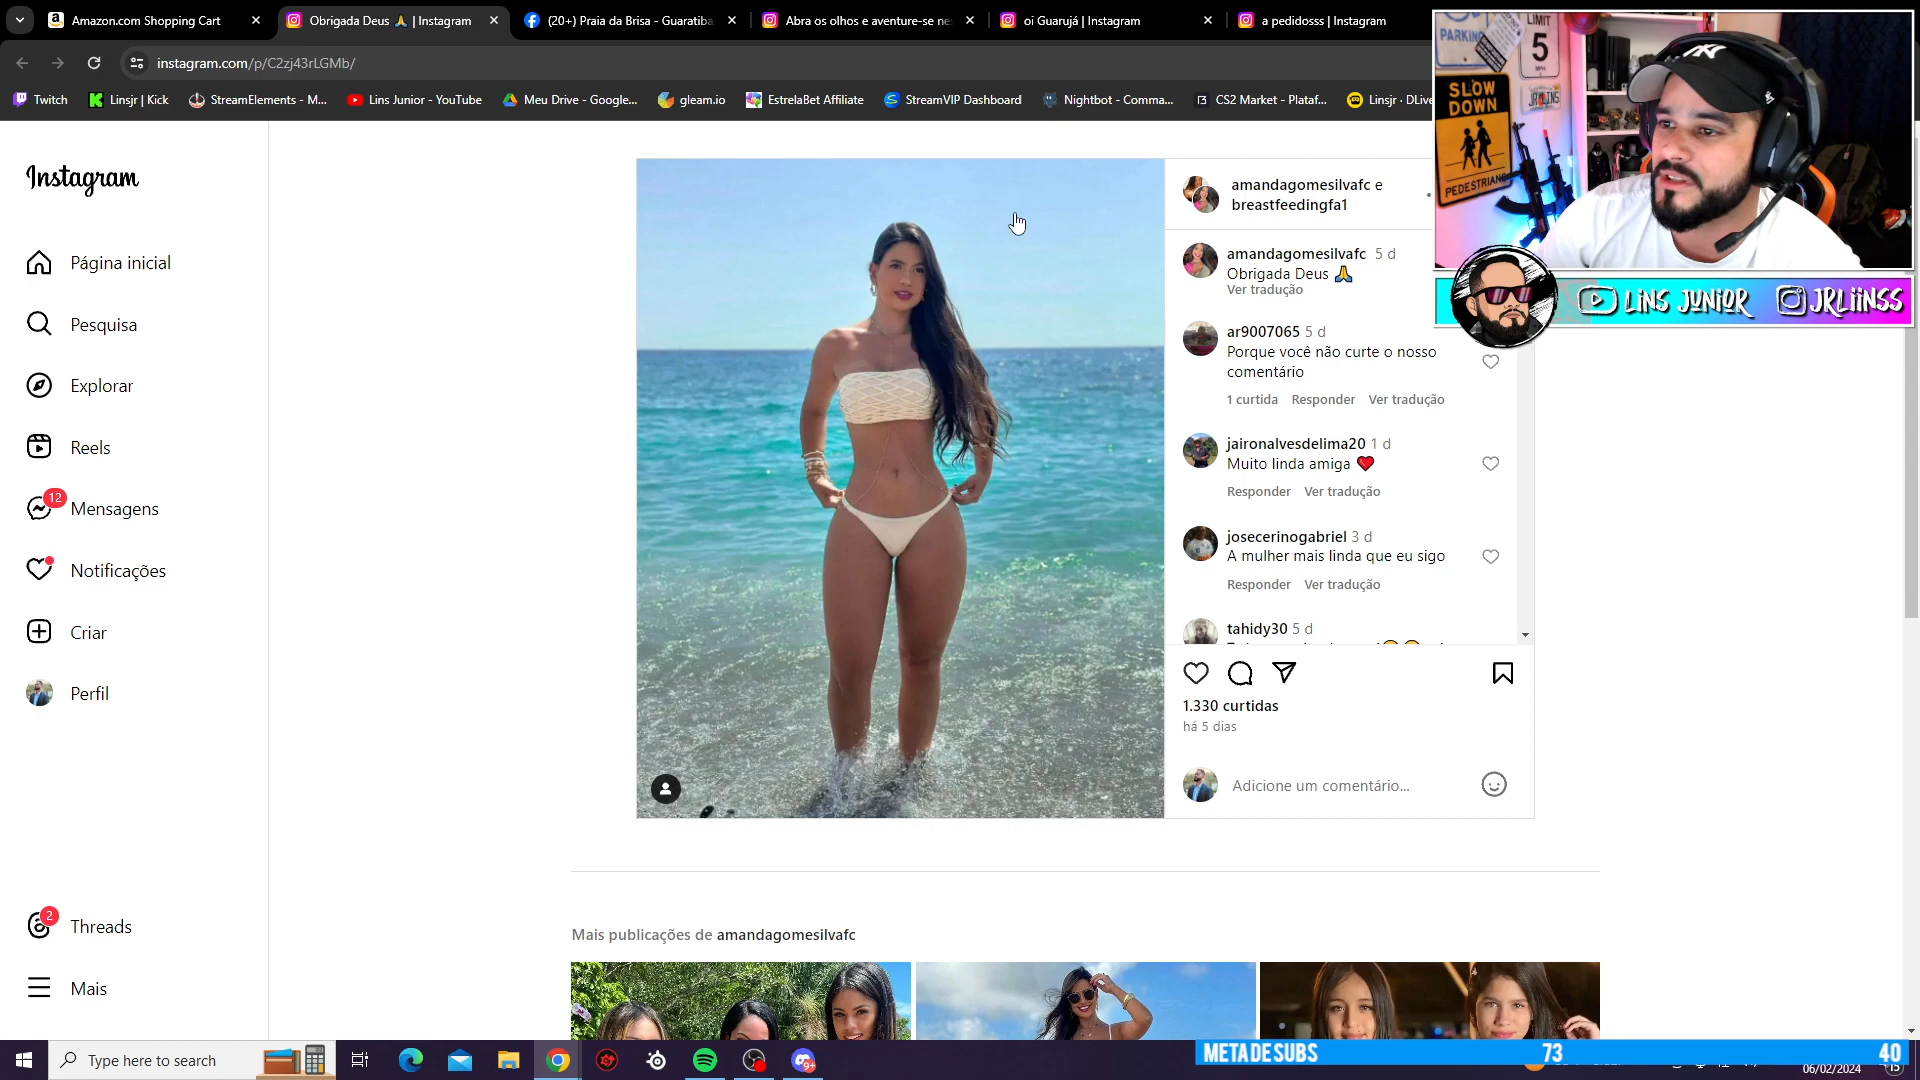 Amazon.com Shopping Cart
Obrigada Deus 🙏 | Instagram
(20+) Praia da Brisa - Guaratiba
Abra os olhos e aventure-se ne
oi Guarujá | Instagram
a pedidosss | Instagram
instagram.com/p/C2zj43rLGMb/
Twitch
Linsjr | Kick
StreamElements - M...
Lins Junior - YouTube
Meu Drive - Google...
gleam.io
EstrelaBet Affiliate
StreamVIP Dashboard
Nightbot - Comma...
CS2 Market - Plataf...
Linsjr · DLive
PARKING
LIMIT
5
SLOW
DOWN
JRLINS
PEDESTRIANS
LINS JUNIOR
JRLIINSS
Instagram
Página inicial
Pesquisa
Explorar
Reels
12
Mensagens
Notificações
Criar
Perfil
2
Threads
Mais
amandagomesilvafc e
breastfeedingfa1
amandagomesilvafc 5 d
Obrigada Deus 🙏
Ver tradução
ar9007065 5 d
Porque você não curte o nosso
comentário
1 curtida Responder Ver tradução
jaironalvesdelima20 1 d
Muito linda amiga ❤️
Responder Ver tradução
josecerinogabriel 3 d
A mulher mais linda que eu sigo
Responder Ver tradução
tahidy30 5 d
1.330 curtidas
há 5 dias
Adicione um comentário...
Mais publicações de amandagomesilvafc
Type here to search
META DE SUBS 73 40
06/02/2024
15